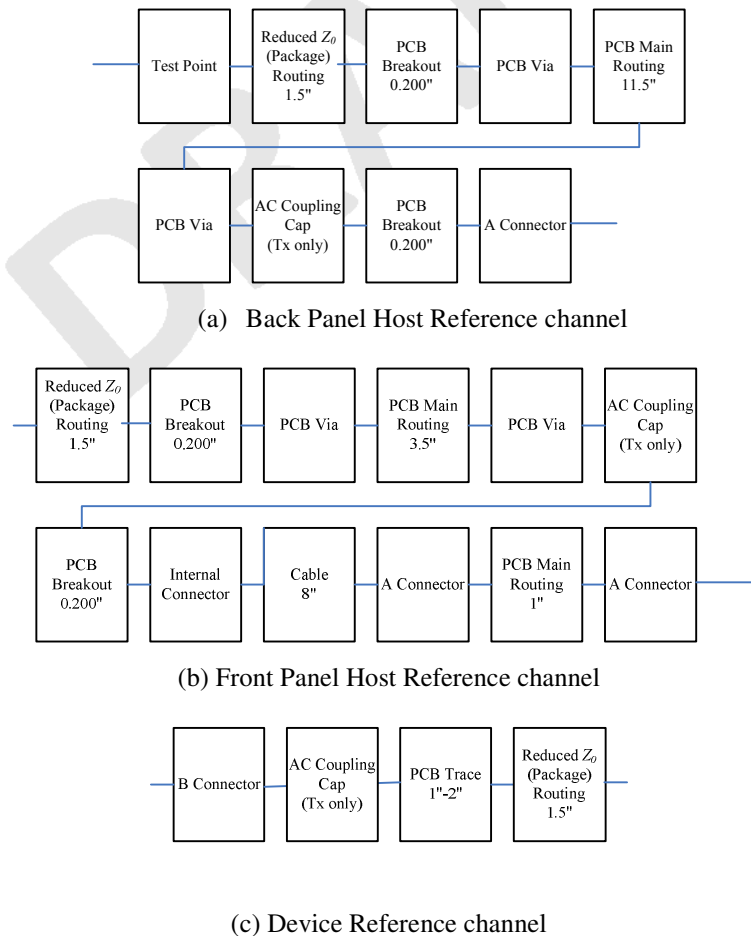 DRA
Test Point
Reduced Z0
(Package)
Routing
1.5"
PCB
Breakout
0.200"
PCB Via
PCB Main
Routing
11.5"
PCB Via
AC Coupling
Cap
(Tx only)
PCB
Breakout
0.200"
A Connector
(a) Back Panel Host Reference channel
Reduced Z0
(Package)
Routing
1.5"
PCB
Breakout
0.200"
PCB Via
PCB Main
Routing
3.5"
PCB Via
AC Coupling
Cap
(Tx only)
PCB
Breakout
0.200"
Internal
Connector
Cable
8"
A Connector
PCB Main
Routing
1"
A Connector
(b) Front Panel Host Reference channel
B Connector
AC Coupling
Cap
(Tx only)
PCB Trace
1"-2"
Reduced Z0
(Package)
Routing
1.5"
(c) Device Reference channel